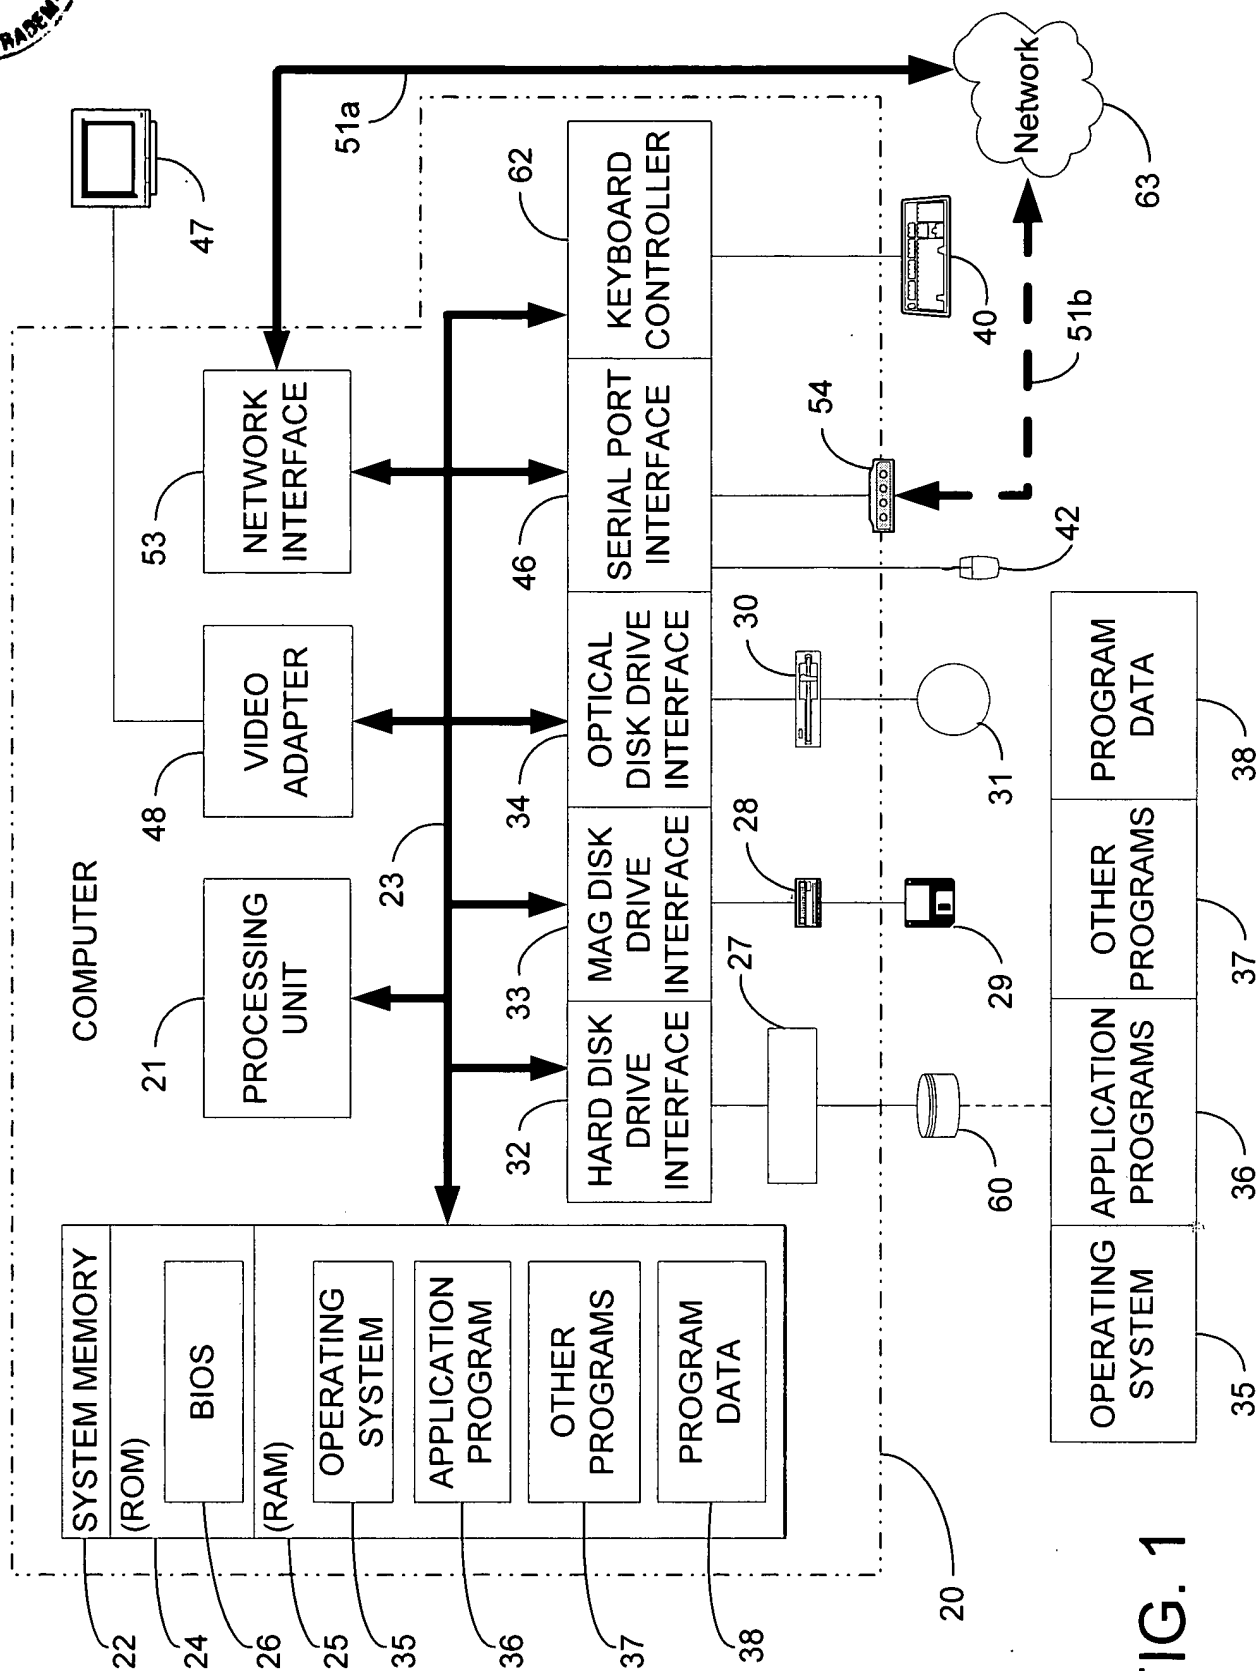 COMPUTER
SYSTEM MEMORY
(ROM)
BIOS
(RAM)
OPERATING
SYSTEM
APPLICATION
PROGRAM
OTHER
PROGRAMS
PROGRAM
DATA
22
24
26
25
35
36
37
38
21
PROCESSING
UNIT
48
VIDEO
ADAPTER
53
NETWORK
INTERFACE
47
51a
23
32
HARD DISK
DRIVE
INTERFACE
33
MAG DISK
DRIVE
INTERFACE
34
OPTICAL
DISK DRIVE
INTERFACE
46
SERIAL PORT
INTERFACE
62
KEYBOARD
CONTROLLER
27
28
30
54
60
29
31
42
40
51b
Network
63
20
OPERATING
SYSTEM
APPLICATION
PROGRAMS
OTHER
PROGRAMS
PROGRAM
DATA
35
36
37
38
IG. 1